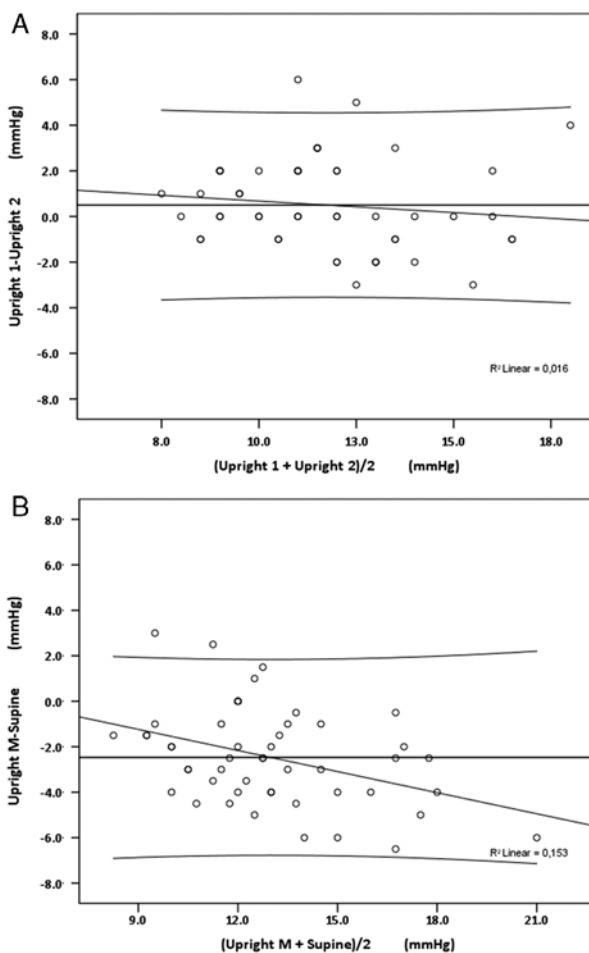 A
8.0
6.0
4.0
2.0
0.0
-2.0
-4.0
-6.0
-8.0
Upright 1-Upright 2 (mmHg)
R² Linear = 0,016
8.0 10.0 13.0 15.0 18.0
(Upright 1 + Upright 2)/2 (mmHg)
B
8.0
6.0
4.0
2.0
0.0
-2.0
-4.0
-6.0
-8.0
Upright M-Supine (mmHg)
R² Linear = 0,153
9.0 12.0 15.0 18.0 21.0
(Upright M + Supine)/2 (mmHg)